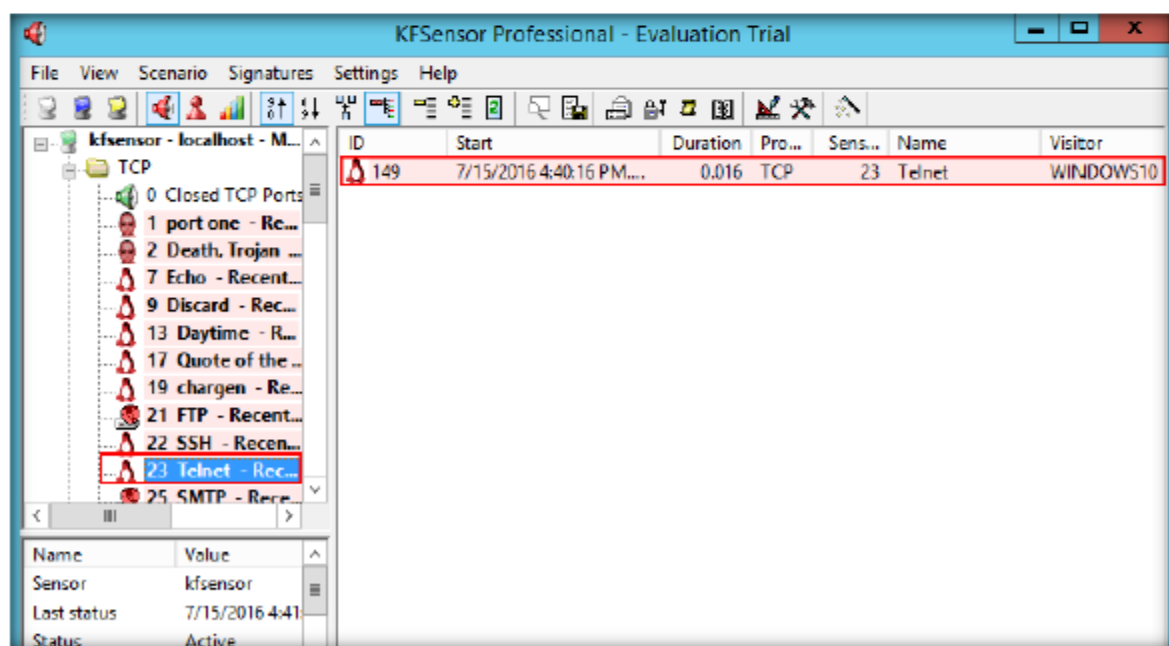 KFSensor Professional - Evaluation Trial
File View Scenario Signatures Settings Help
kfsensor - localhost - M...
TCP
0 Closed TCP Ports
1 port one - Re...
2 Death, Trojan ...
7 Echo - Recent...
9 Discard - Rec...
13 Daytime - R...
17 Quote of the ...
19 chargen - Re...
21 FTP - Recent...
22 SSH - Recen...
23 Telnet - Rec...
25 SMTP - Rece...
ID Start Duration Pro... Sens... Name Visitor
149 7/15/2016 4:40:16 PM.... 0.016 TCP 23 Telnet WINDOWS10
Name Value
Sensor kfsensor
Last status 7/15/2016 4:41:
Status Active